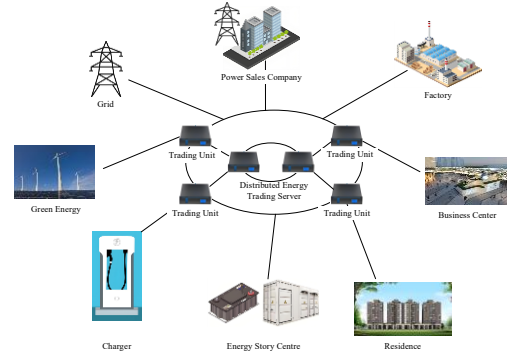 Power Sales Company
Grid
Factory
Trading Unit
Trading Unit
Distributed Energy
Trading Server
Green Energy
Trading Unit
Trading Unit
Business Center
Charger
Energy Story Centre
Residence